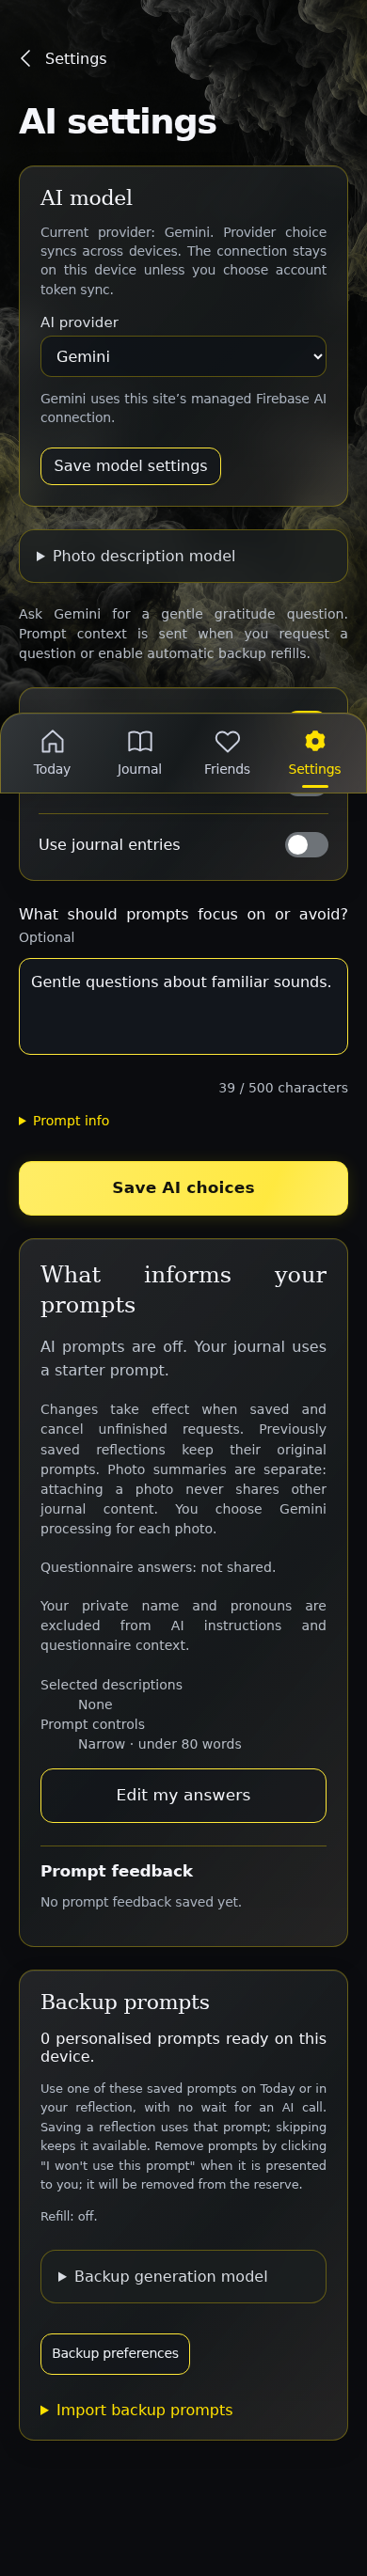 Settings
AI settings
AI model
Current provider: Gemini. Provider choice
syncs across devices. The connection stays
on this device unless you choose account
token sync.
AI provider
Gemini
Gemini uses this site’s managed Firebase AI
connection.
Save model settings
Photo description model
Ask Gemini for a gentle gratitude question.
Prompt context is sent when you request a
question or enable automatic backup refills.
Today
Journal
Friends
Settings
Use journal entries
What should prompts focus on or avoid?
Optional
Gentle questions about familiar sounds.
39 / 500 characters
Prompt info
Save AI choices
What informs your
prompts
AI prompts are off. Your journal uses
a starter prompt.
Changes take effect when saved and
cancel unfinished requests. Previously
saved reflections keep their original
prompts. Photo summaries are separate:
attaching a photo never shares other
journal content. You choose Gemini
processing for each photo.
Questionnaire answers: not shared.
Your private name and pronouns are
excluded from AI instructions and
questionnaire context.
Selected descriptions
None
Prompt controls
Narrow · under 80 words
Edit my answers
Prompt feedback
No prompt feedback saved yet.
Backup prompts
0 personalised prompts ready on this
device.
Use one of these saved prompts on Today or in
your reflection, with no wait for an AI call.
Saving a reflection uses that prompt; skipping
keeps it available. Remove prompts by clicking
"I won't use this prompt" when it is presented
to you; it will be removed from the reserve.
Refill: off.
Backup generation model
Backup preferences
Import backup prompts